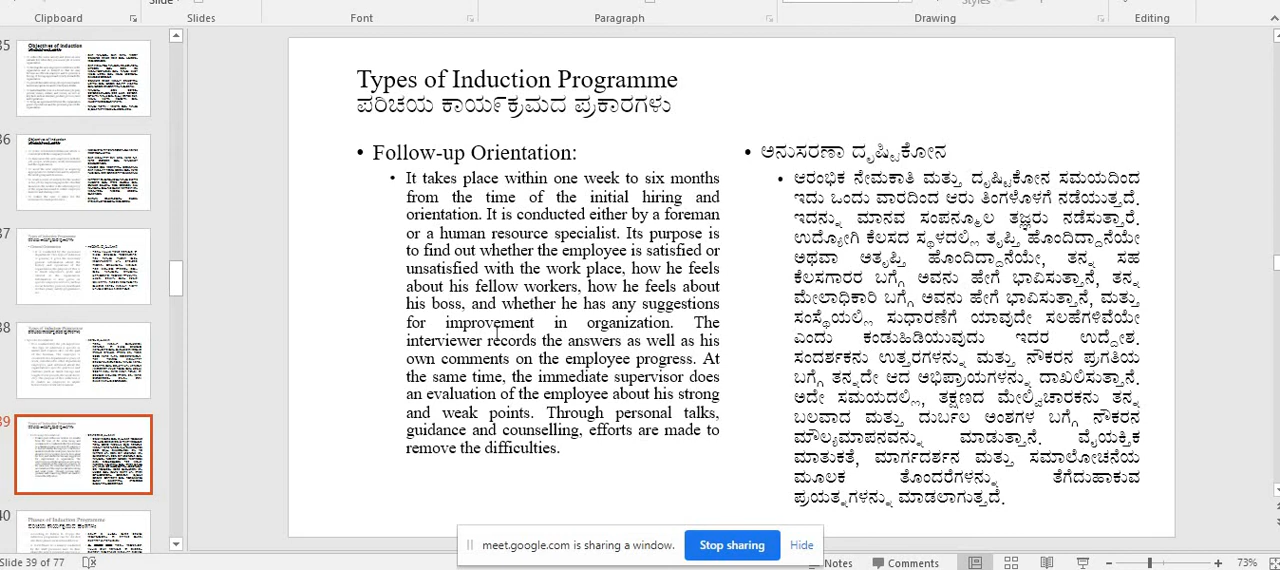 Clipboard
Slides
Font
Paragraph
Drawing
Editing
Types of Induction Programme
ಪರಿಚಯ ಕಾರ್ಯಕ್ರಮದ ಪ್ರಕಾರಗಳು
• Follow-up orientation:
• It takes place within one week to six months
from the time of the initial hiring and
orientation. It is conducted either by a foreman
or a human resource specialist. Its purpose is
to find out whether the employee is satisfied or
unsatisfied with the work place, how he feels
about his fellow workers, how he feels about
his boss, and whether he has any suggestions
for improvement in organization. The
interviewer records the answers as well as his
own comments on the employee progress. At
the same time, the immediate supervisor does
an evaluation of the employee about his strong
and weak points. Through personal talks,
guidance and counselling, efforts are made to
remove the difficulties.
• ಅನುಸರಣಾ ದೃಷ್ಟಿಕೋನ
• ಆರಂಭಿಕ ನೇಮಕಾತಿ ಮತ್ತು ದೃಷ್ಟಿಕೋನ ಸಮಯದಿಂದ
ಇದು ಒಂದು ವಾರದಿಂದ ಆರು ತಿಂಗಳೊಳಗೆ ನಡೆಯುತ್ತದೆ.
ಇದನ್ನು ಮಾನವ ಸಂಪನ್ಮೂಲ ತಜ್ಞರು ನಡೆಸುತ್ತಾರೆ.
ಉದ್ಯೋಗಿ ಕೆಲಸದ ಸ್ಥಳದಲ್ಲಿ ತೃಪ್ತಿ ಹೊಂದಿದ್ದಾನೆಯೇ
ಅಥವಾ ಅತೃಪ್ತಿ ಹೊಂದಿದ್ದಾನೆಯೇ, ತನ್ನ ಸಹ
ಕೆಲಸಗಾರರ ಬಗ್ಗೆ ಅವನು ಹೇಗೆ ಭಾವಿಸುತ್ತಾನೆ, ತನ್ನ
ಮೇಲಾಧಿಕಾರಿ ಬಗ್ಗೆ ಅವನು ಹೇಗೆ ಭಾವಿಸುತ್ತಾನೆ, ಮತ್ತು
ಸಂಸ್ಥೆಯಲ್ಲಿ ಸುಧಾರಣೆಗೆ ಯಾವುದೇ ಸಲಹೆಗಳಿವೆಯೇ
ಎಂದು ಕಂಡುಹಿಡಿಯುವುದು ಇದರ ಉದ್ದೇಶ.
ಸಂದರ್ಶಕನು ಉತ್ತರಗಳನ್ನು ಮತ್ತು ನೌಕರನ ಪ್ರಗತಿಯ
ಬಗ್ಗೆ ತನ್ನದೇ ಆದ ಅಭಿಪ್ರಾಯಗಳನ್ನು ದಾಖಲಿಸುತ್ತಾನೆ.
ಅದೇ ಸಮಯದಲ್ಲಿ, ತಕ್ಷಣದ ಮೇಲ್ವಿಚಾರಕನು ತನ್ನ
ಬಲವಾದ ಮತ್ತು ದುರ್ಬಲ ಅಂಶಗಳ ಬಗ್ಗೆ ನೌಕರನ
ಮೌಲ್ಯಮಾಪನವನ್ನು ಮಾಡುತ್ತಾನೆ. ವೈಯಕ್ತಿಕ
ಮಾತುಕತೆ, ಮಾರ್ಗದರ್ಶನ ಮತ್ತು ಸಮಾಲೋಚನೆಯ
ಮೂಲಕ ತೊಂದರೆಗಳನ್ನು ತೆಗೆದುಹಾಕುವ
ಪ್ರಯತ್ನಗಳನ್ನು ಮಾಡಲಾಗುತ್ತದೆ.
google.com is sharing a window. Stop sharing Hide
Slide 39 of 77
Notes Comments 73%